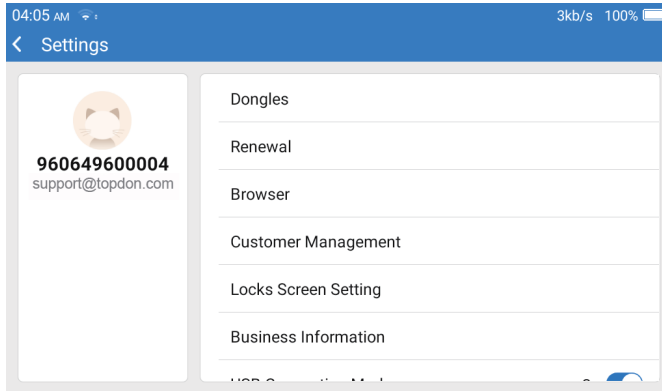 04:05 AM 3kb/s 100%
Settings
960649600004
support@topdon.com
Dongles
Renewal
Browser
Customer Management
Locks Screen Setting
Business Information